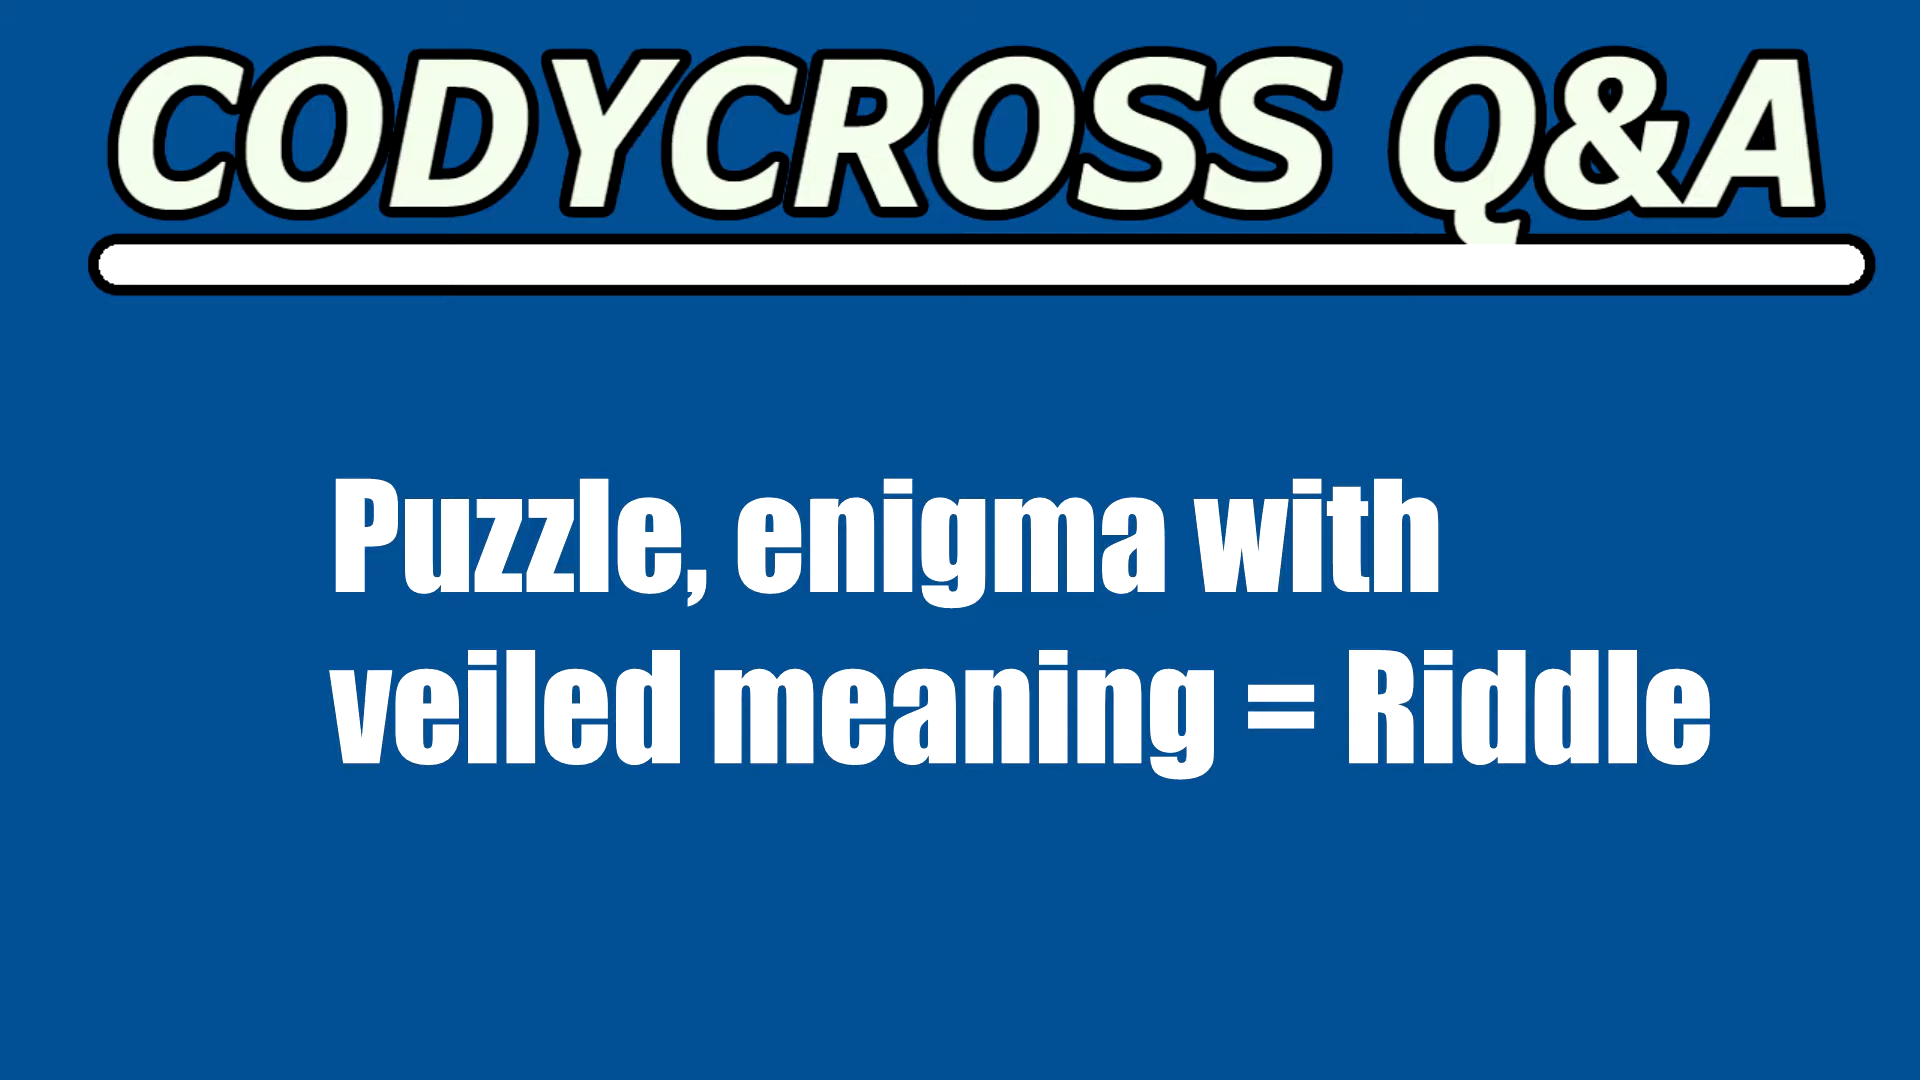 CODYCROSS Q&A
Puzzle, enigma with
veiled meaning = Riddle